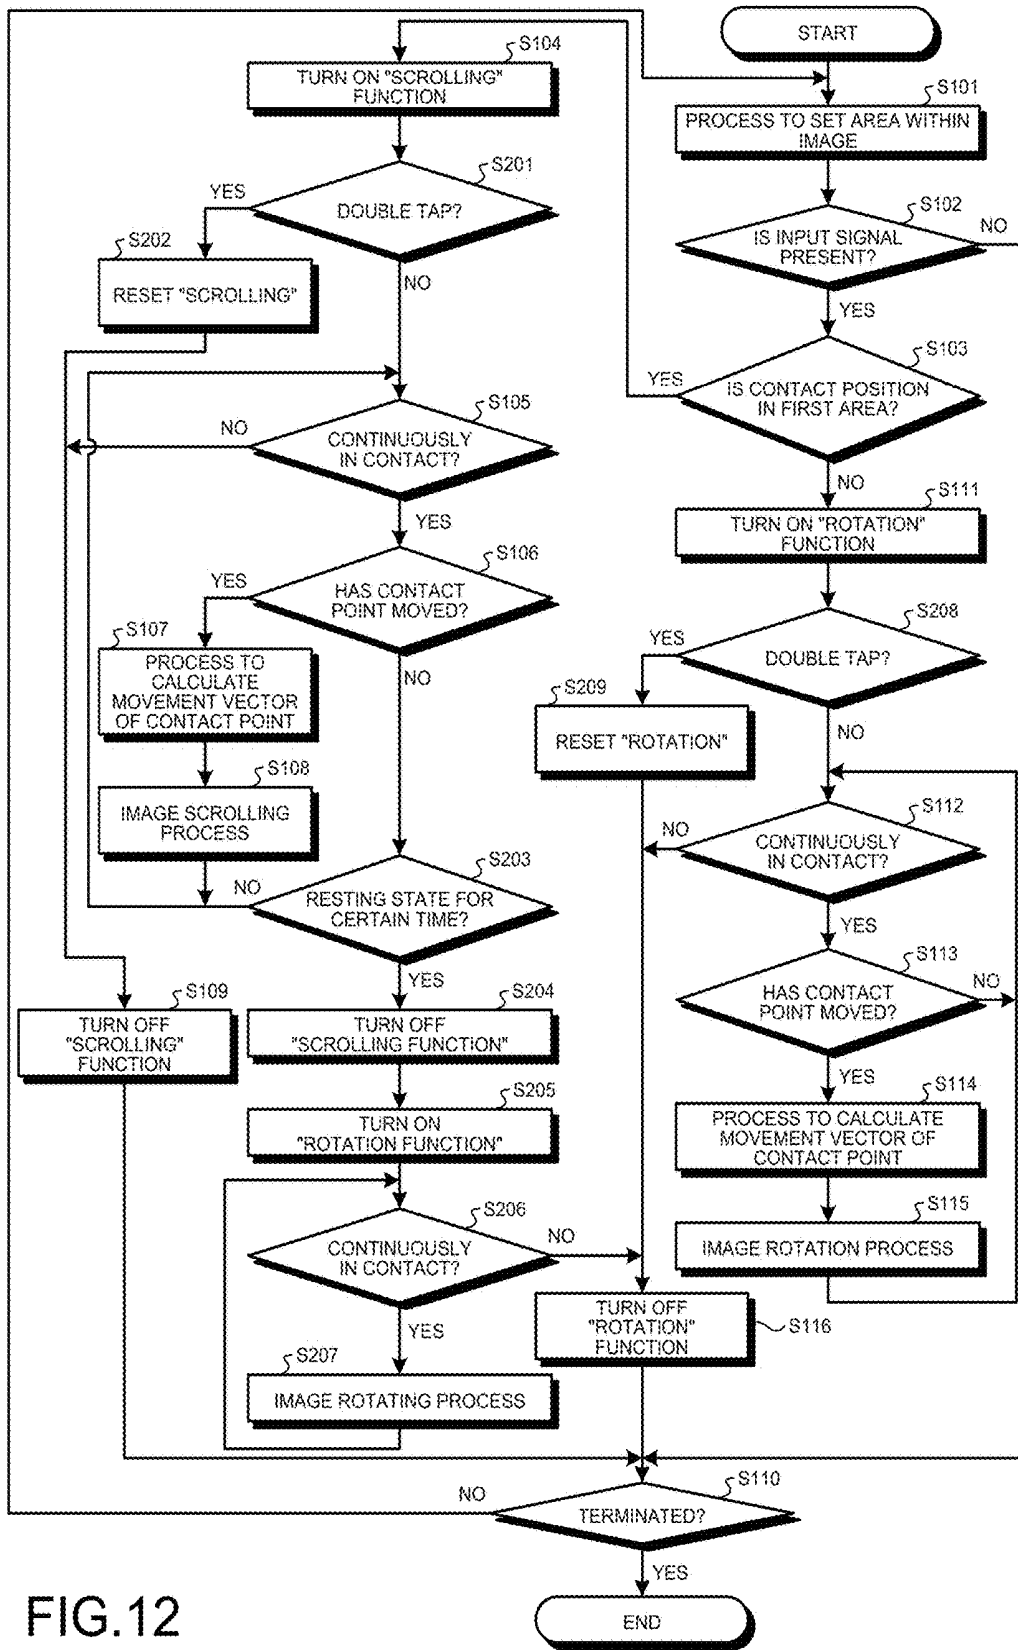 START
S101
PROCESS TO SET AREA WITHIN
IMAGE
S102
IS INPUT SIGNAL
PRESENT?
NO
YES
S103
IS CONTACT POSITION
IN FIRST AREA?
YES
NO
S104
TURN ON "SCROLLING"
FUNCTION
S201
DOUBLE TAP?
YES
NO
S202
RESET "SCROLLING"
S105
CONTINUOUSLY
IN CONTACT?
NO
YES
S106
HAS CONTACT
POINT MOVED?
YES
NO
S107
PROCESS TO
CALCULATE
MOVEMENT VECTOR
OF CONTACT POINT
S108
IMAGE SCROLLING
PROCESS
S203
RESTING STATE FOR
CERTAIN TIME?
NO
YES
S109
TURN OFF
"SCROLLING"
FUNCTION
S204
TURN OFF
"SCROLLING FUNCTION"
S205
TURN ON
"ROTATION FUNCTION"
S206
CONTINUOUSLY
IN CONTACT?
NO
YES
S207
IMAGE ROTATING PROCESS
S111
TURN ON "ROTATION"
FUNCTION
S208
DOUBLE TAP?
YES
NO
S209
RESET "ROTATION"
S112
CONTINUOUSLY
IN CONTACT?
NO
YES
S113
HAS CONTACT
POINT MOVED?
NO
YES
S114
PROCESS TO CALCULATE
MOVEMENT VECTOR OF
CONTACT POINT
S115
IMAGE ROTATION PROCESS
TURN OFF
"ROTATION"
FUNCTION
S116
S110
TERMINATED?
NO
YES
END
FIG.12